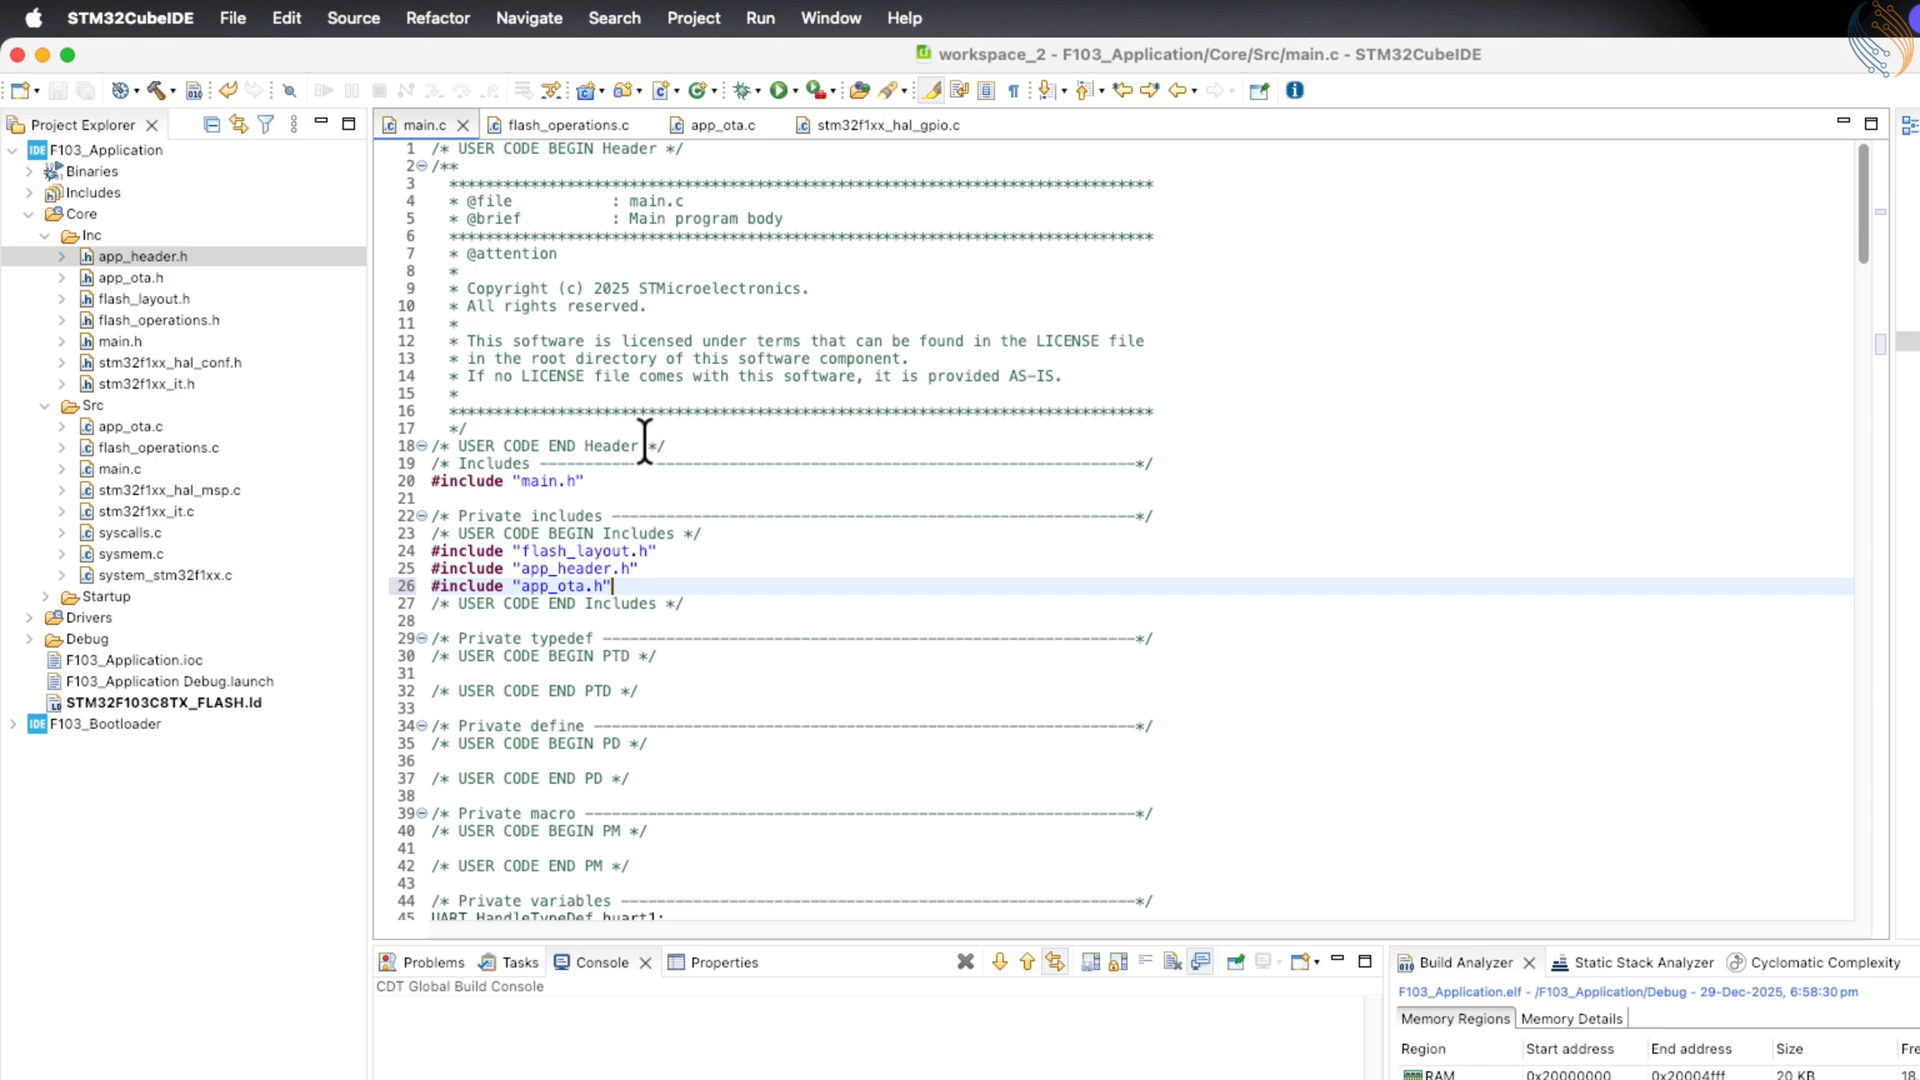 STM32CubeIDE File Edit Source Refactor Navigate Search Project Run Window Help
workspace_2 - F103_Application/Core/Src/main.c - STM32CubeIDE
Project Explorer
F103_Application
Binaries
Includes
Core
Inc
app_header.h
app_ota.h
flash_layout.h
flash_operations.h
main.h
stm32f1xx_hal_conf.h
stm32f1xx_it.h
Src
app_ota.c
flash_operations.c
main.c
stm32f1xx_hal_msp.c
stm32f1xx_it.c
syscalls.c
sysmem.c
system_stm32f1xx.c
Startup
Drivers
Debug
F103_Application.ioc
F103_Application Debug.launch
STM32F103C8TX_FLASH.ld
F103_Bootloader
main.c flash_operations.c app_ota.c stm32f1xx_hal_gpio.c
1 /* USER CODE BEGIN Header */
2 /**
3 ******************************************************************************
4 * @file : main.c
5 * @brief : Main program body
6 ******************************************************************************
7 * @attention
8 *
9 * Copyright (c) 2025 STMicroelectronics.
10 * All rights reserved.
11 *
12 * This software is licensed under terms that can be found in the LICENSE file
13 * in the root directory of this software component.
14 * If no LICENSE file comes with this software, it is provided AS-IS.
15 *
16 ******************************************************************************
17 */
18 /* USER CODE END Header */
19 /* Includes ------------------------------------------------------------------*/
20 #include "main.h"
21
22 /* Private includes ----------------------------------------------------------*/
23 /* USER CODE BEGIN Includes */
24 #include "flash_layout.h"
25 #include "app_header.h"
26 #include "app_ota.h"
27 /* USER CODE END Includes */
28
29 /* Private typedef -----------------------------------------------------------*/
30 /* USER CODE BEGIN PTD */
31
32 /* USER CODE END PTD */
33
34 /* Private define ------------------------------------------------------------*/
35 /* USER CODE BEGIN PD */
36
37 /* USER CODE END PD */
38
39 /* Private macro -------------------------------------------------------------*/
40 /* USER CODE BEGIN PM */
41
42 /* USER CODE END PM */
43
44 /* Private variables ---------------------------------------------------------*/
45 UART_HandleTypeDef huart1;
Problems Tasks Console Properties
CDT Global Build Console
Build Analyzer Static Stack Analyzer Cyclomatic Complexity
F103_Application.elf - /F103_Application/Debug - 29-Dec-2025, 6:58:30 pm
Memory Regions Memory Details
Region Start address End address Size
RAM 0x20000000 0x20004fff 20 KB